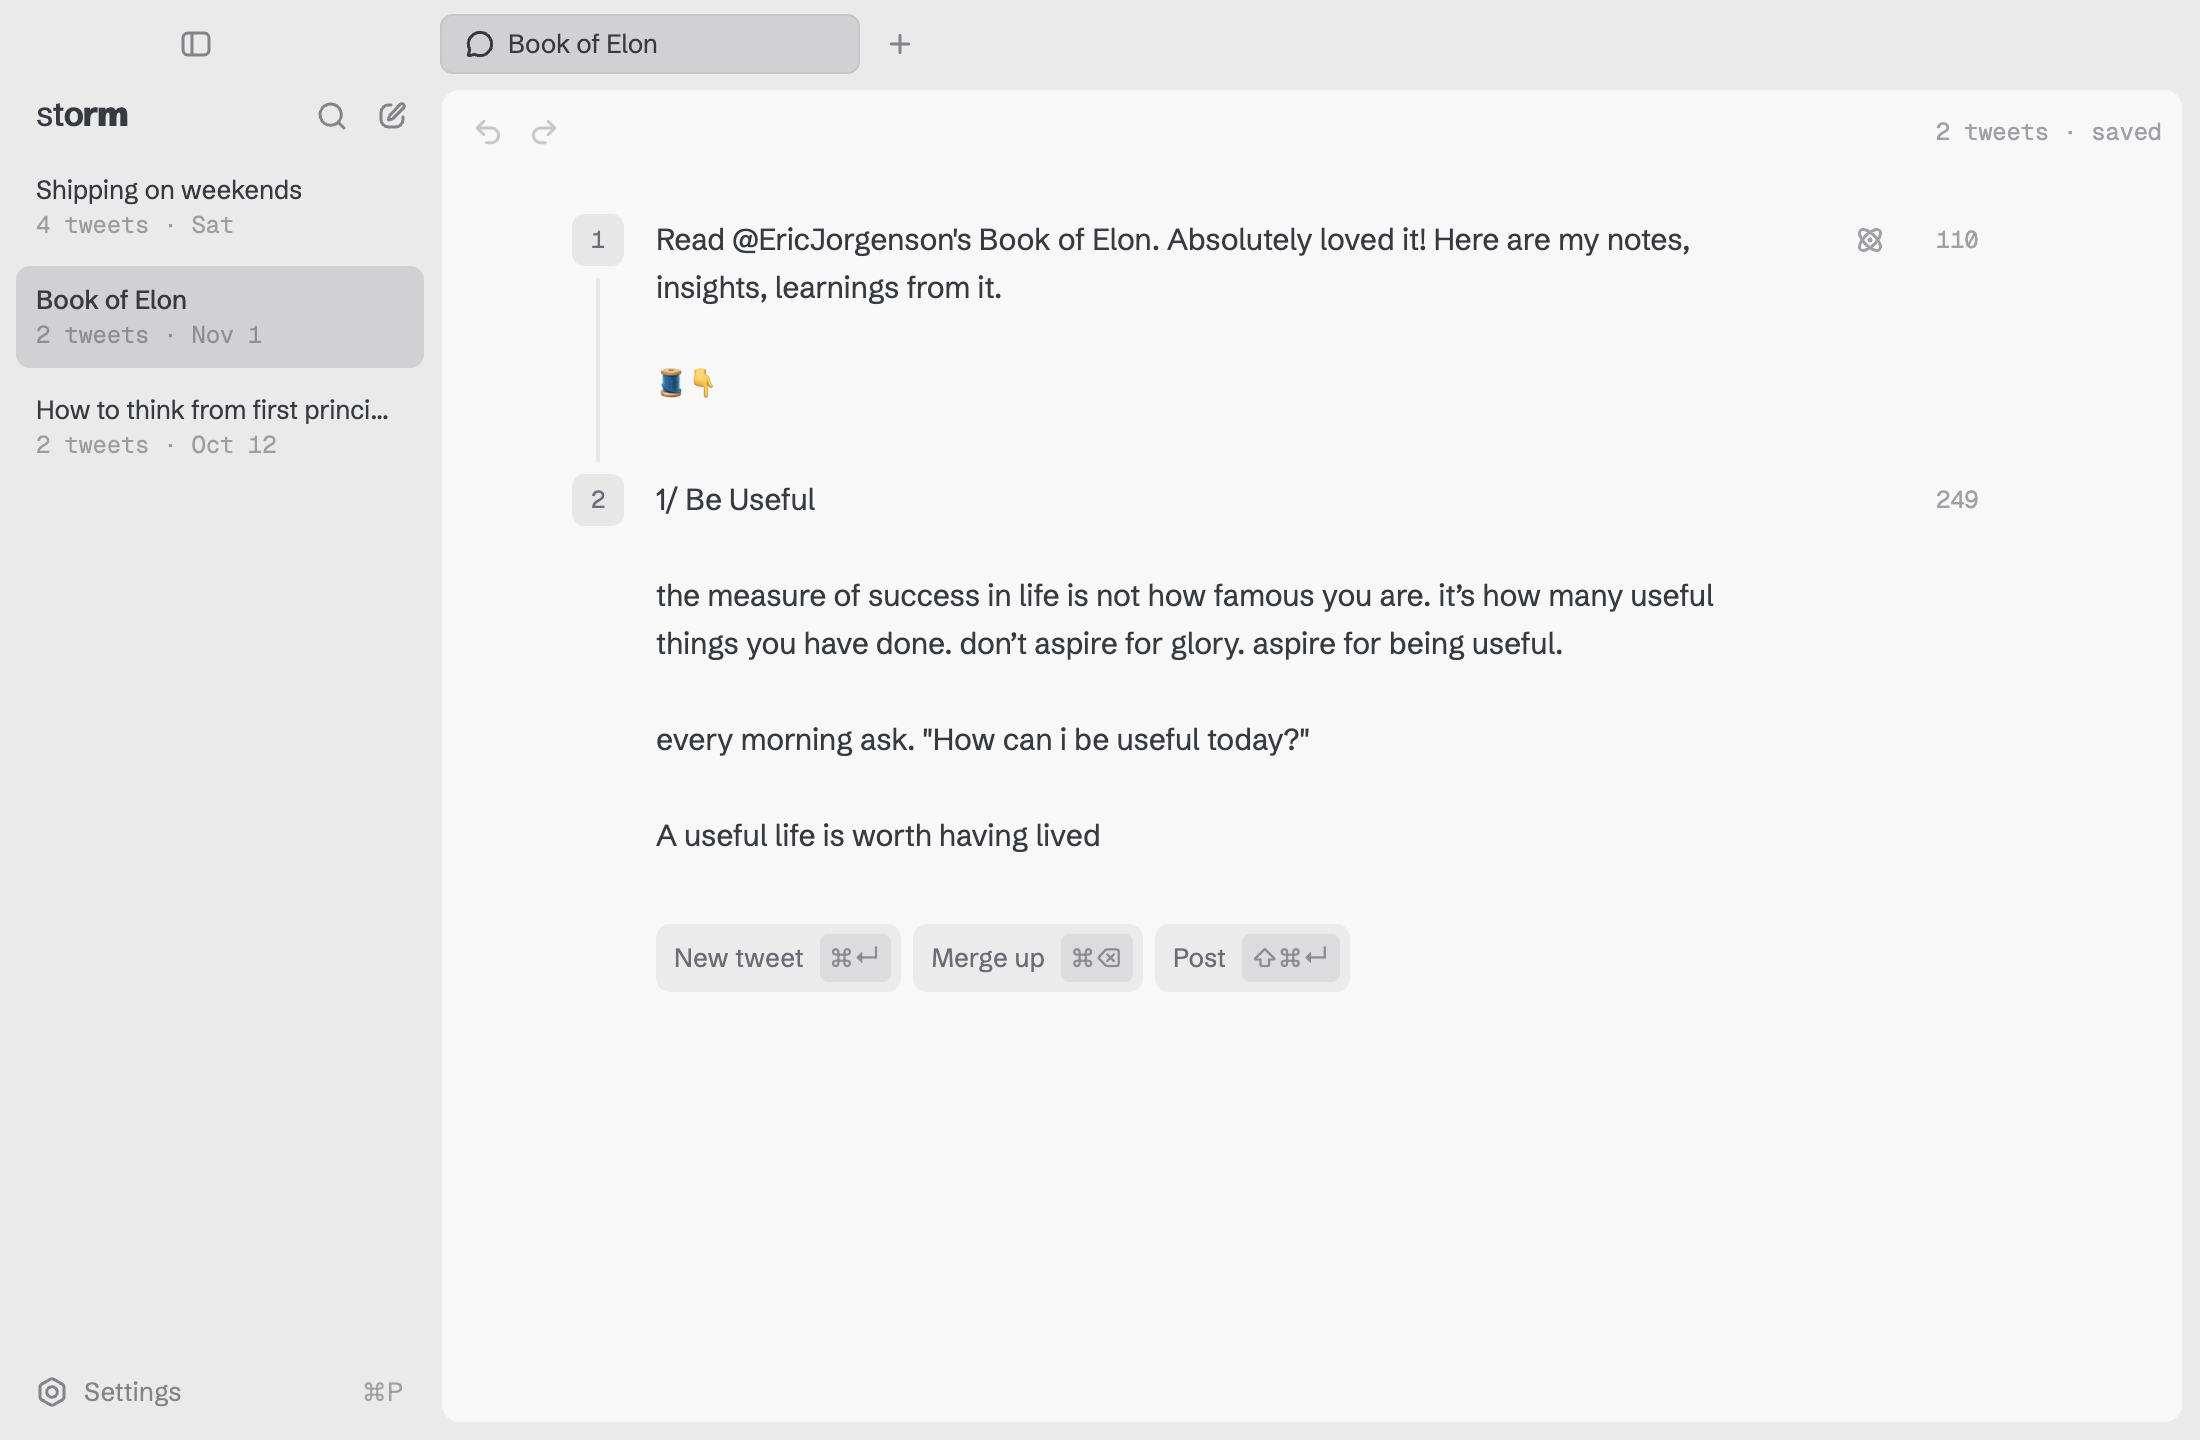 Book of Elon
storm
2 tweets · saved
Shipping on weekends
4 tweets · Sat
Book of Elon
2 tweets · Nov 1
How to think from first princi...
2 tweets · Oct 12
1
Read @EricJorgenson's Book of Elon. Absolutely loved it! Here are my notes,
insights, learnings from it.
🧵👇
110
2
1/ Be Useful
249
the measure of success in life is not how famous you are. it’s how many useful
things you have done. don’t aspire for glory. aspire for being useful.
every morning ask. "How can i be useful today?"
A useful life is worth having lived
New tweet ⌘↵
Merge up ⌘⌫
Post ⇧⌘↵
Settings ⌘P